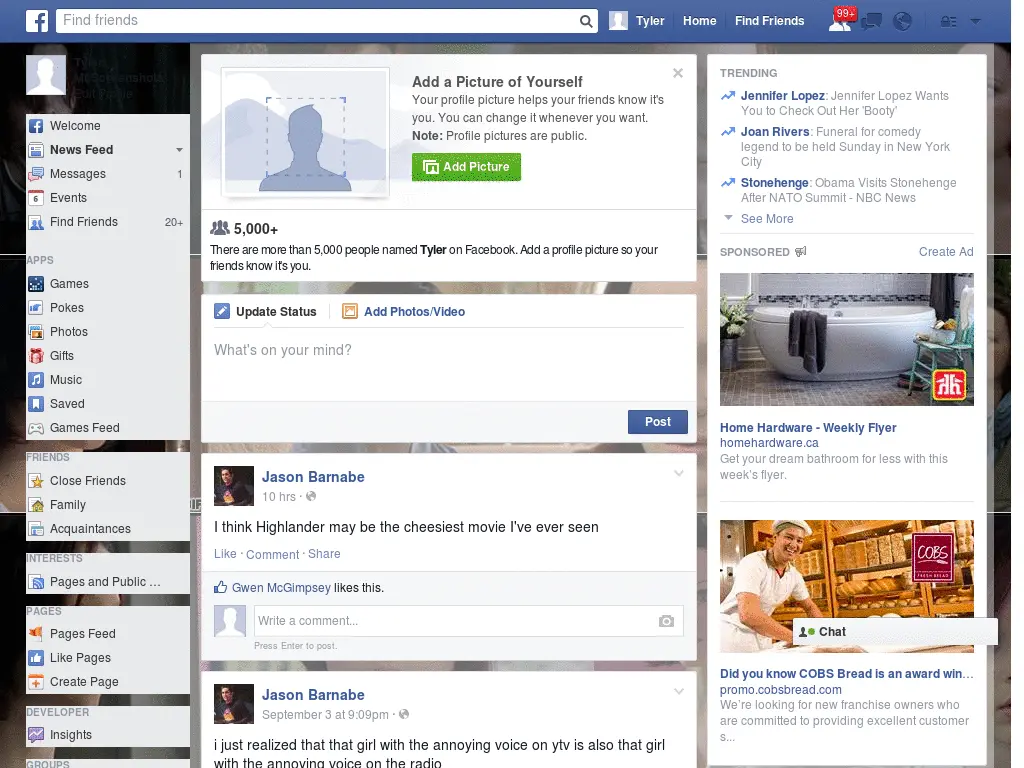 Find friends
Tyler
Home
Find Friends
99+
Tyler
McScreenshots
Edit Profile
Welcome
News Feed
Messages
1
6
Events
Find Friends
20+
APPS
Games
Pokes
Photos
Gifts
Music
Saved
Games Feed
FRIENDS
Close Friends
Family
Acquaintances
INTERESTS
Pages and Public ...
PAGES
Pages Feed
Like Pages
Create Page
DEVELOPER
Insights
GROUPS
Add a Picture of Yourself
Your profile picture helps your friends know it's
you. You can change it whenever you want.
Note: Profile pictures are public.
Add Picture
5,000+
There are more than 5,000 people named Tyler on Facebook. Add a profile picture so your
friends know it's you.
Update Status
Add Photos/Video
What's on your mind?
Post
Jason Barnabe
10 hrs ·
I think Highlander may be the cheesiest movie I've ever seen
Like · Comment · Share
Gwen McGimpsey likes this.
Write a comment...
Press Enter to post.
Jason Barnabe
September 3 at 9:09pm ·
i just realized that that girl with the annoying voice on ytv is also that girl
with the annoying voice on the radio
TRENDING
Jennifer Lopez: Jennifer Lopez Wants
You to Check Out Her 'Booty'
Joan Rivers: Funeral for comedy
legend to be held Sunday in New York
City
Stonehenge: Obama Visits Stonehenge
After NATO Summit - NBC News
See More
SPONSORED
Create Ad
Home Hardware - Weekly Flyer
homehardware.ca
Get your dream bathroom for less with this
week's flyer.
COBS
FRESH BREAD
Chat
Did you know COBS Bread is an award win...
promo.cobsbread.com
We're looking for new franchise owners who
are committed to providing excellent customer
s...